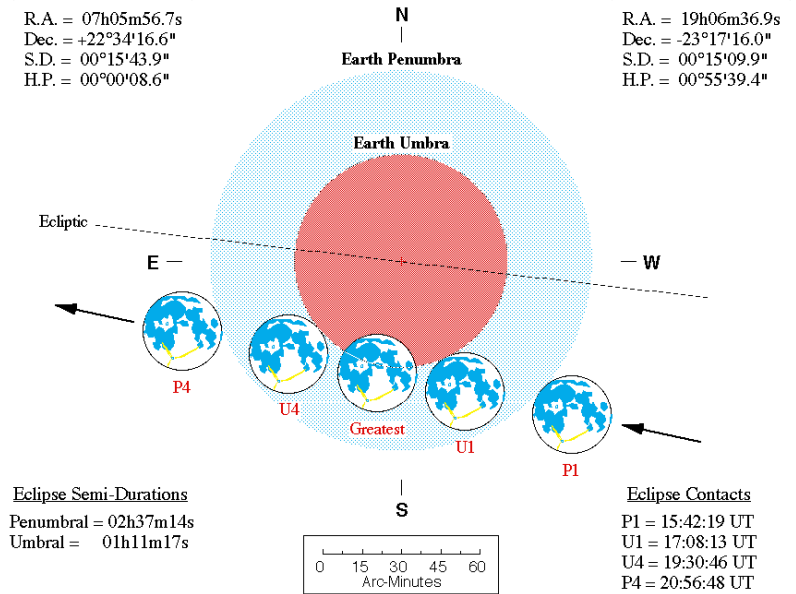 R.A. = 07h05m56.7s
Dec. = +22°34'16.6"
S.D. = 00°15'43.9"
H.P. = 00°00'08.6"
N
R.A. = 19h06m36.9s
Dec. = -23°17'16.0"
S.D. = 00°15'09.9"
H.P. = 00°55'39.4"
Earth Penumbra
Earth Umbra
Ecliptic
E
W
P4
U4
Greatest
U1
P1
S
Eclipse Semi-Durations
Penumbral = 02h37m14s
Umbral = 01h11m17s
0 15 30 45 60
Arc-Minutes
Eclipse Contacts
P1 = 15:42:19 UT
U1 = 17:08:13 UT
U4 = 19:30:46 UT
P4 = 20:56:48 UT